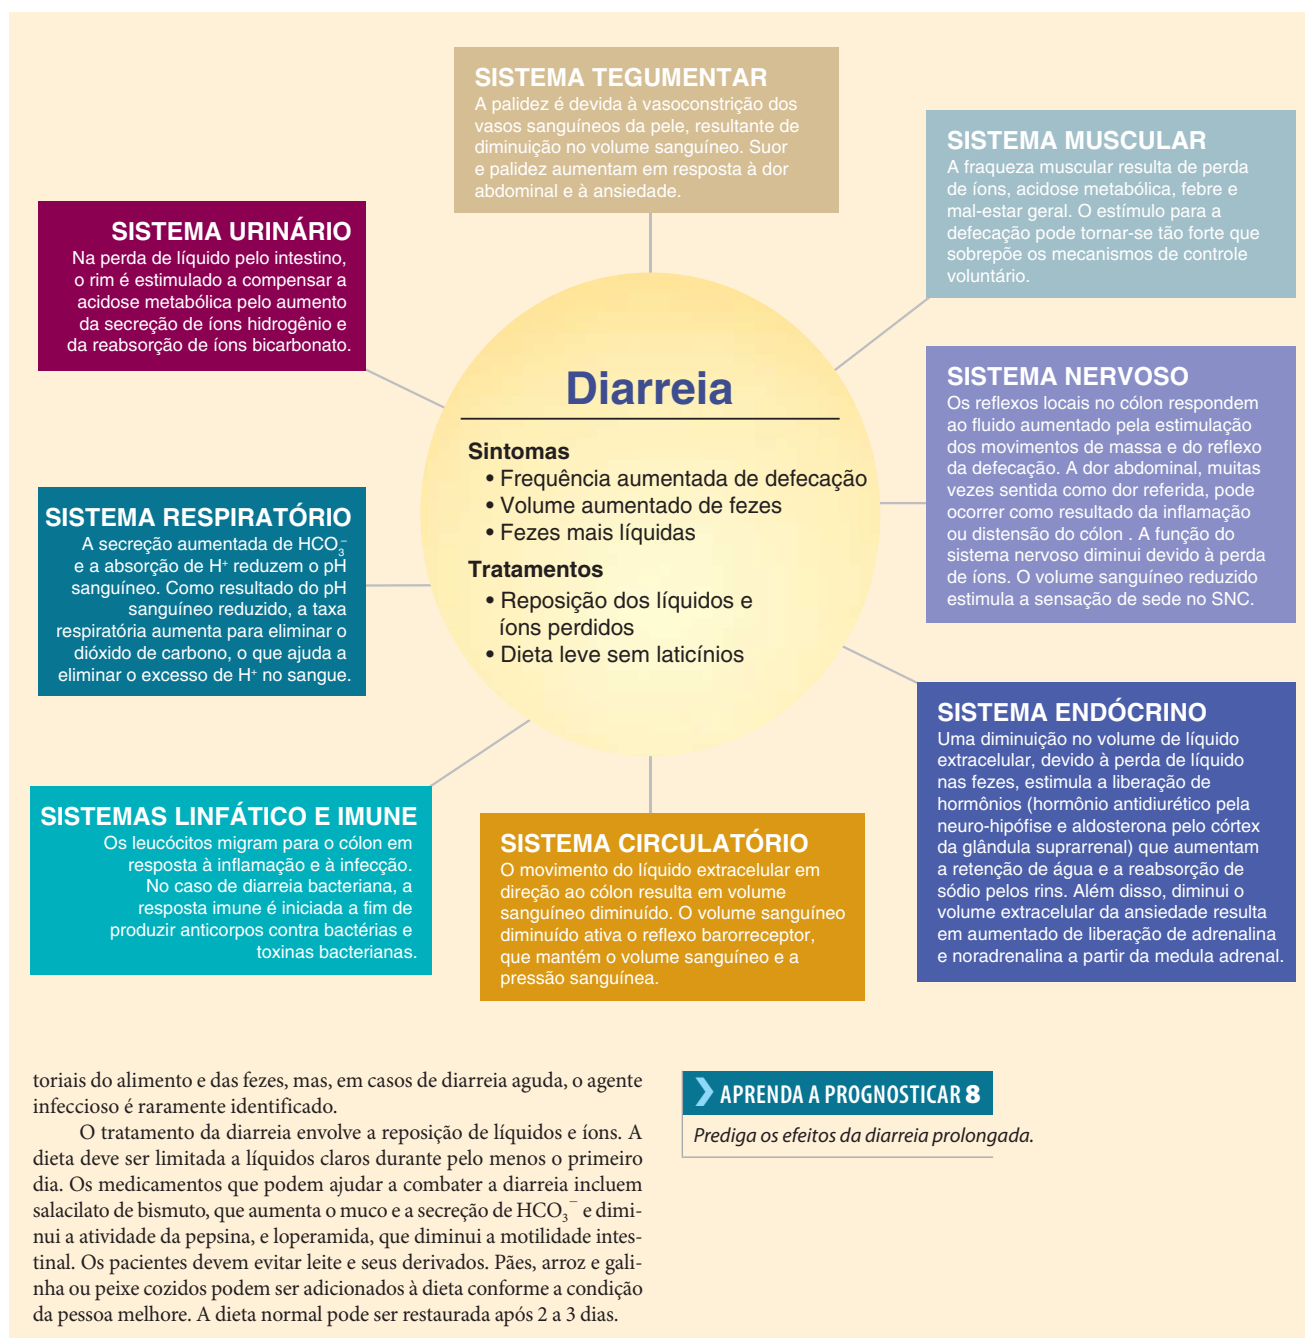 SISTEMA TEGUMENTAR
A palidez é devida à vasoconstrição dos
vasos sanguíneos da pele, resultante de
diminuição no volume sanguíneo. Suor
e palidez aumentam em resposta à dor
abdominal e à ansiedade.
SISTEMA MUSCULAR
A fraqueza muscular resulta de perda
de íons, acidose metabólica, febre e
mal-estar geral. O estímulo para a
defecação pode tornar-se tão forte que
sobrepõe os mecanismos de controle
voluntário.
SISTEMA URINÁRIO
Na perda de líquido pelo intestino,
o rim é estimulado a compensar a
acidose metabólica pelo aumento
da secreção de íons hidrogênio e
da reabsorção de íons bicarbonato.
Diarreia
Sintomas
• Frequência aumentada de defecação
• Volume aumentado de fezes
• Fezes mais líquidas
Tratamentos
• Reposição dos líquidos e
íons perdidos
• Dieta leve sem laticínios
SISTEMA NERVOSO
Os reflexos locais no cólon respondem
ao fluido aumentado pela estimulação
dos movimentos de massa e do reflexo
da defecação. A dor abdominal, muitas
vezes sentida como dor referida, pode
ocorrer como resultado da inflamação
ou distensão do cólon . A função do
sistema nervoso diminui devido à perda
de íons. O volume sanguíneo reduzido
estimula a sensação de sede no SNC.
SISTEMA RESPIRATÓRIO
A secreção aumentada de HCO₃⁻
e a absorção de H⁺ reduzem o pH
sanguíneo. Como resultado do pH
sanguíneo reduzido, a taxa
respiratória aumenta para eliminar o
dióxido de carbono, o que ajuda a
eliminar o excesso de H⁺ no sangue.
SISTEMA ENDÓCRINO
Uma diminuição no volume de líquido
extracelular, devido à perda de líquido
nas fezes, estimula a liberação de
hormônios (hormônio antidiurético pela
neuro-hipófise e aldosterona pelo córtex
da glândula suprarrenal) que aumentam
a retenção de água e a reabsorção de
sódio pelos rins. Além disso, diminui o
volume extracelular da ansiedade resulta
em aumentado de liberação de adrenalina
e noradrenalina a partir da medula adrenal.
SISTEMAS LINFÁTICO E IMUNE
Os leucócitos migram para o cólon em
resposta à inflamação e à infecção.
No caso de diarreia bacteriana, a
resposta imune é iniciada a fim de
produzir anticorpos contra bactérias e
toxinas bacterianas.
SISTEMA CIRCULATÓRIO
O movimento do líquido extracelular em
direção ao cólon resulta em volume
sanguíneo diminuído. O volume sanguíneo
diminuído ativa o reflexo barorreceptor,
que mantém o volume sanguíneo e a
pressão sanguínea.
toriais do alimento e das fezes, mas, em casos de diarreia aguda, o agente
infeccioso é raramente identificado.
O tratamento da diarreia envolve a reposição de líquidos e íons. A
dieta deve ser limitada a líquidos claros durante pelo menos o primeiro
dia. Os medicamentos que podem ajudar a combater a diarreia incluem
salacilato de bismuto, que aumenta o muco e a secreção de HCO₃⁻ e dimi-
nui a atividade da pepsina, e loperamida, que diminui a motilidade intes-
tinal. Os pacientes devem evitar leite e seus derivados. Pães, arroz e gali-
nha ou peixe cozidos podem ser adicionados à dieta conforme a condição
da pessoa melhore. A dieta normal pode ser restaurada após 2 a 3 dias.
❯ APRENDA A PROGNOSTICAR 8
Prediga os efeitos da diarreia prolongada.